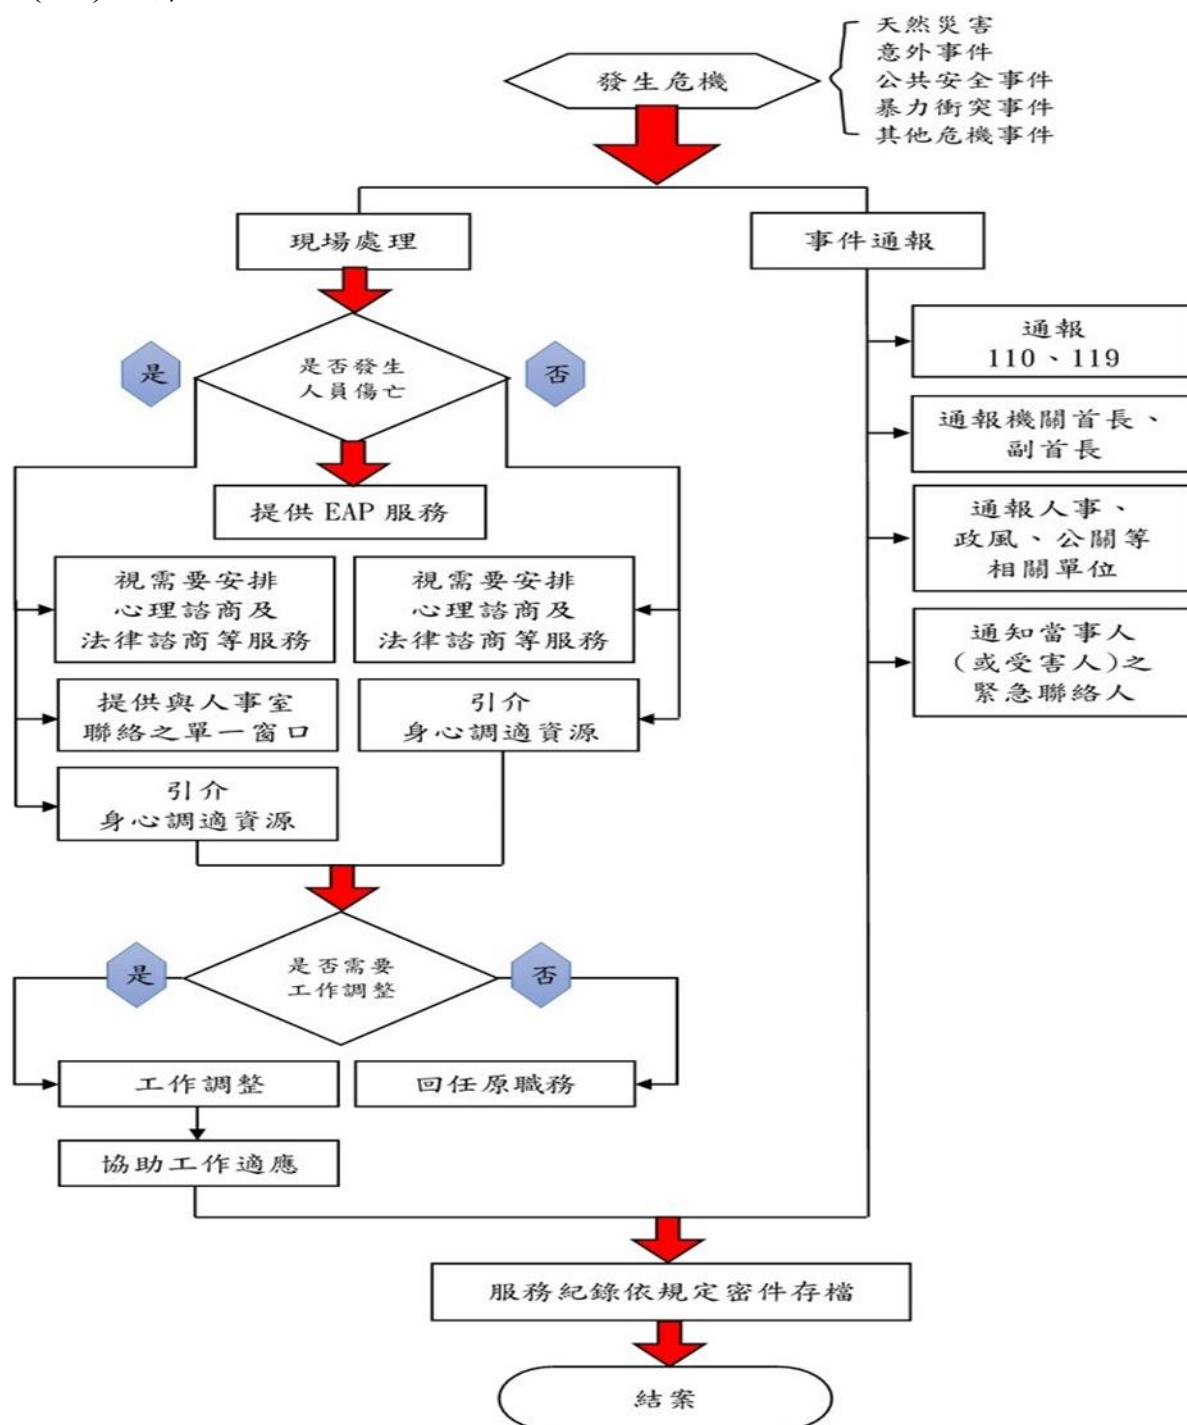 發生危機
天然災害
意外事件
公共安全事件
暴力衝突事件
其他危機事件
現場處理
事件通報
是
是否發生
人員傷亡
否
通報
110、119
通報機關首長、
副首長
通報人事、
政風、公關等
相關單位
通知當事人
(或受害人)之
緊急聯絡人
提供 EAP 服務
視需要安排
心理諮商及
法律諮商等服務
視需要安排
心理諮商及
法律諮商等服務
提供與人事室
聯絡之單一窗口
引介
身心調適資源
引介
身心調適資源
是
是否需要
工作調整
否
工作調整
回任原職務
協助工作適應
服務紀錄依規定密件存檔
結案